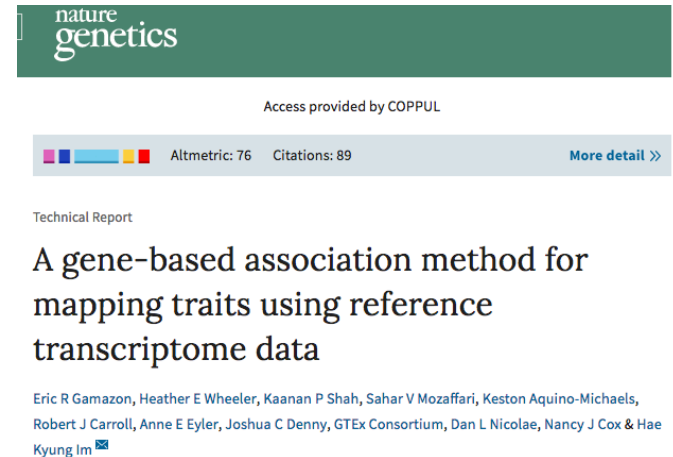 nature
genetics
Access provided by COPPUL
Altmetric: 76 Citations: 89 More detail »
Technical Report
A gene-based association method for
mapping traits using reference
transcriptome data
Eric R Gamazon, Heather E Wheeler, Kaanan P Shah, Sahar V Mozaffari, Keston Aquino-Michaels,
Robert J Carroll, Anne E Eyler, Joshua C Denny, GTEx Consortium, Dan L Nicolae, Nancy J Cox & Hae
Kyung Im